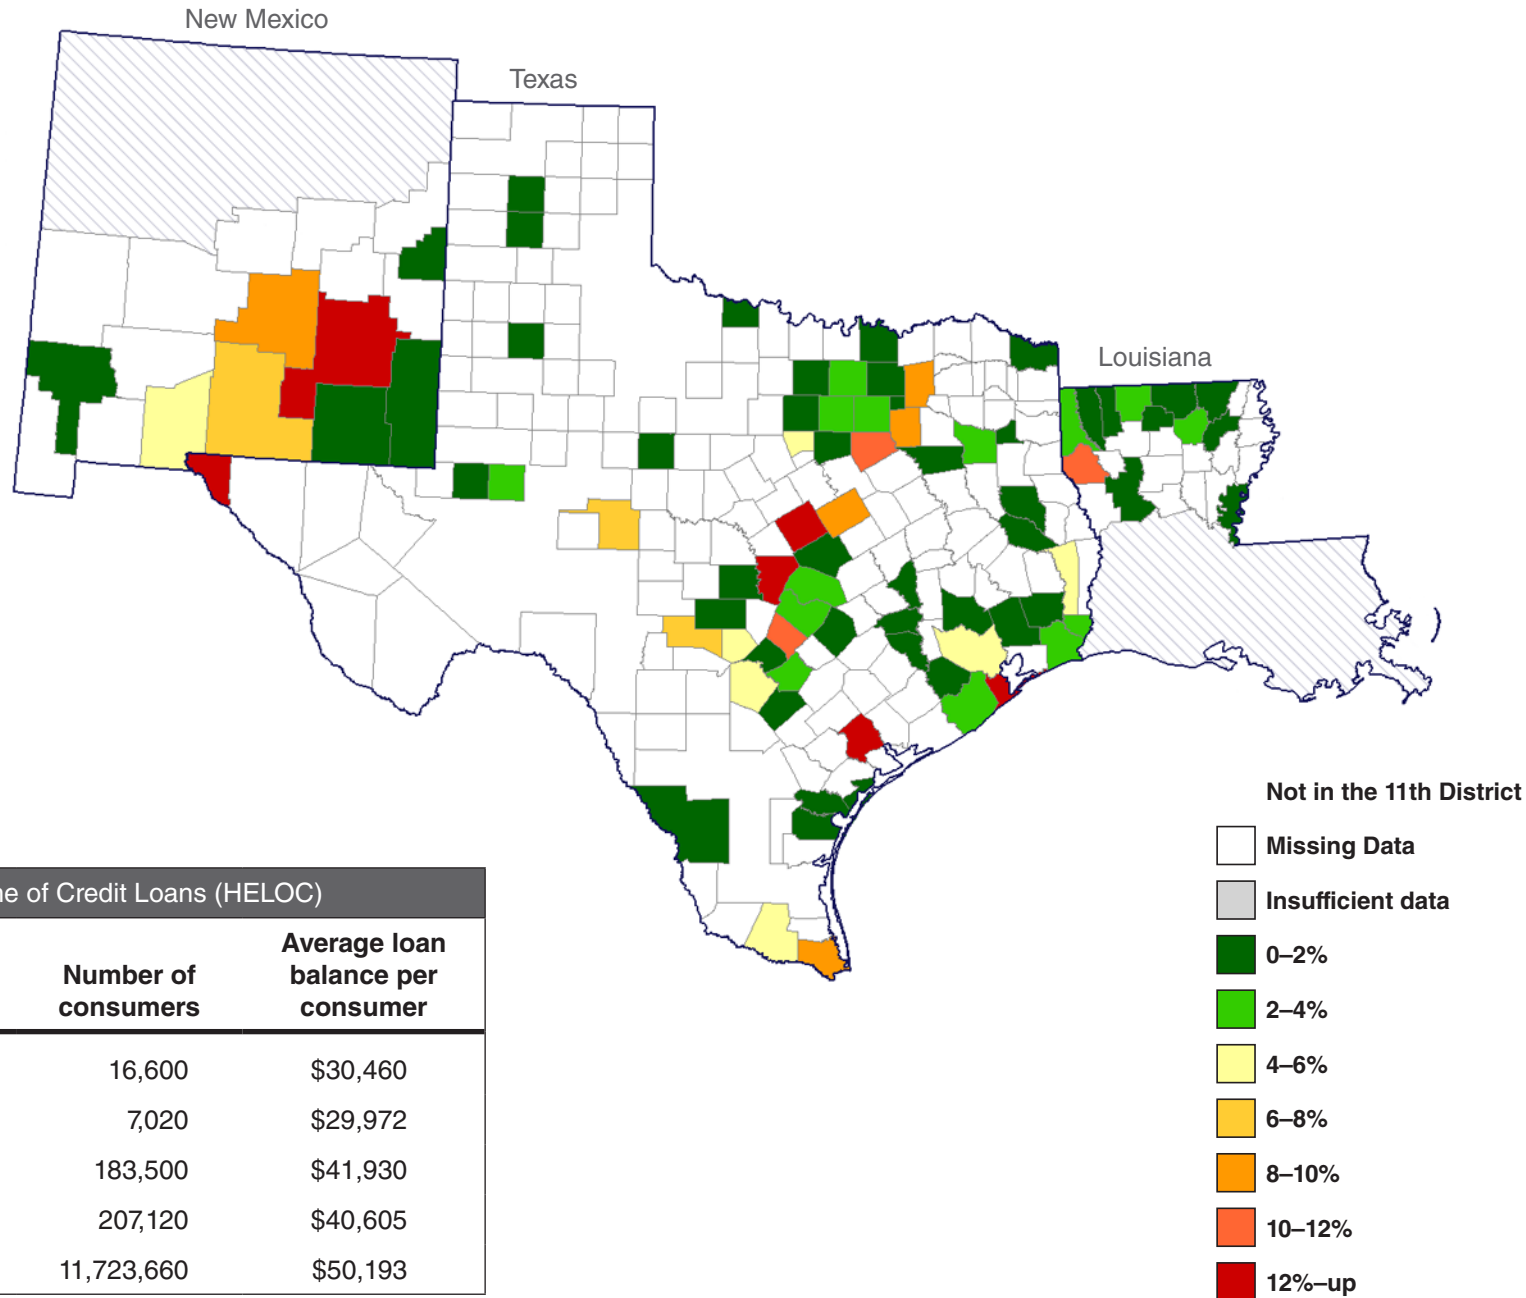 New Mexico
Texas
Louisiana
Not in the 11th District
Missing Data
Insufficient data
0–2%
2–4%
4–6%
6–8%
8–10%
10–12%
12%–up
of Credit Loans (HELOC)
Number of consumers
Average loan balance per consumer
16,600 $30,460
7,020 $29,972
183,500 $41,930
207,120 $40,605
11,723,660 $50,193